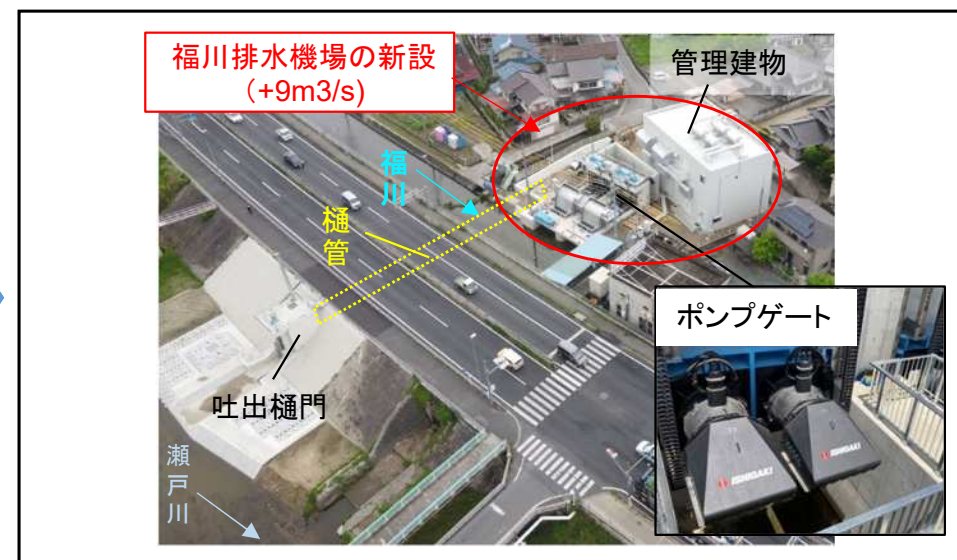 福川排水機場の新設
（+9m3/s)
管理建物
福川
樋管
ポンプゲート
吐出樋門
瀬戸川
ISHIGAKI
ISHIGAKI